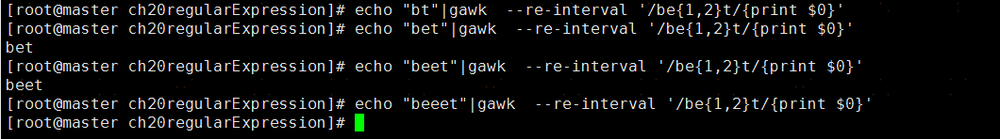 [root@master ch20regularExpression]# echo "bt"|gawk  --re-interval '/be{1,2}t/{print $0}'
[root@master ch20regularExpression]# echo "bet"|gawk  --re-interval '/be{1,2}t/{print $0}'
bet
[root@master ch20regularExpression]# echo "beet"|gawk  --re-interval '/be{1,2}t/{print $0}'
beet
[root@master ch20regularExpression]# echo "beeet"|gawk  --re-interval '/be{1,2}t/{print $0}'
[root@master ch20regularExpression]#